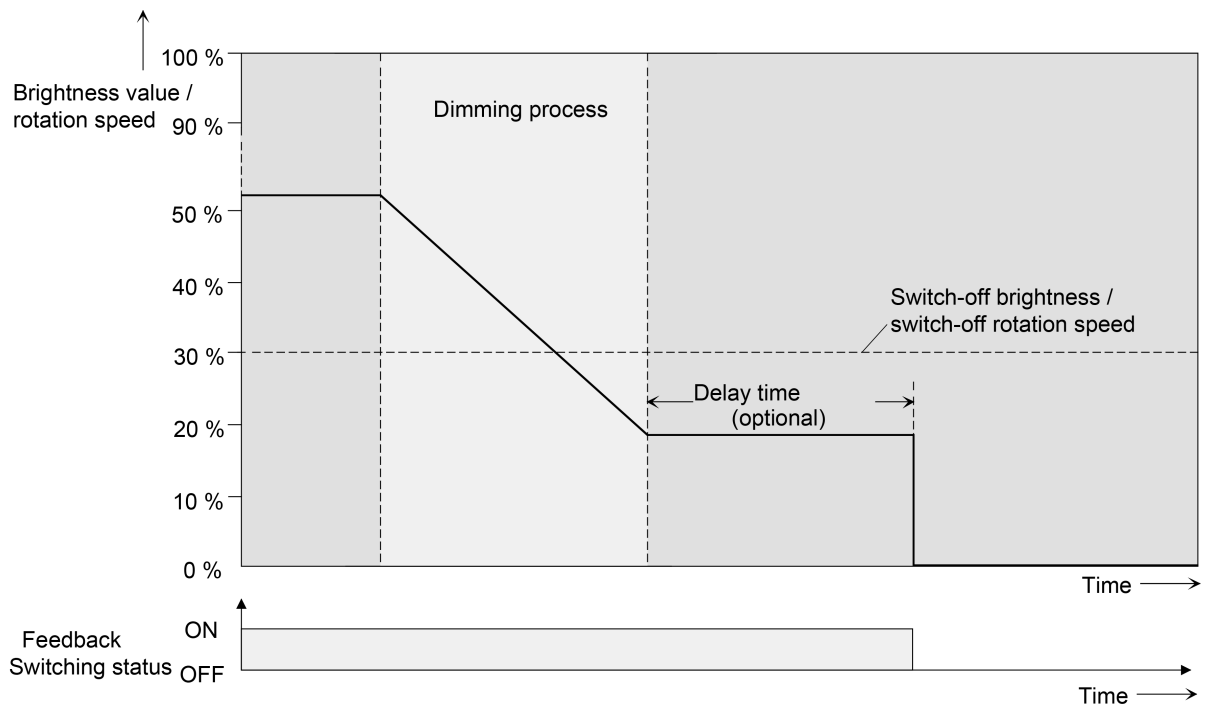 100 %
Brightness value /
rotation speed
90 %
Dimming process
50 %
40 %
Switch-off brightness /
switch-off rotation speed
30 %
Delay time
(optional)
20 %
10 %
0 %
Time
ON
Feedback
Switching status
OFF
Time